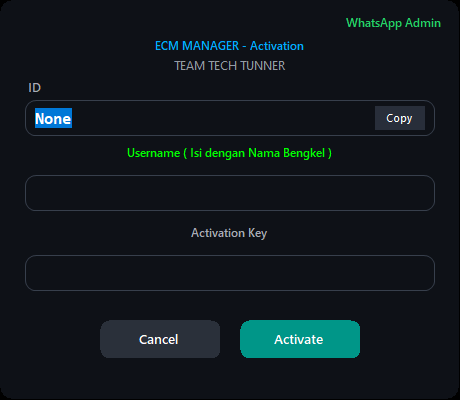 WhatsApp Admin
ECM MANAGER - Activation
TEAM TECH TUNNER
ID
None
Copy
Username ( Isi dengan Nama Bengkel )
Activation Key
Cancel
Activate